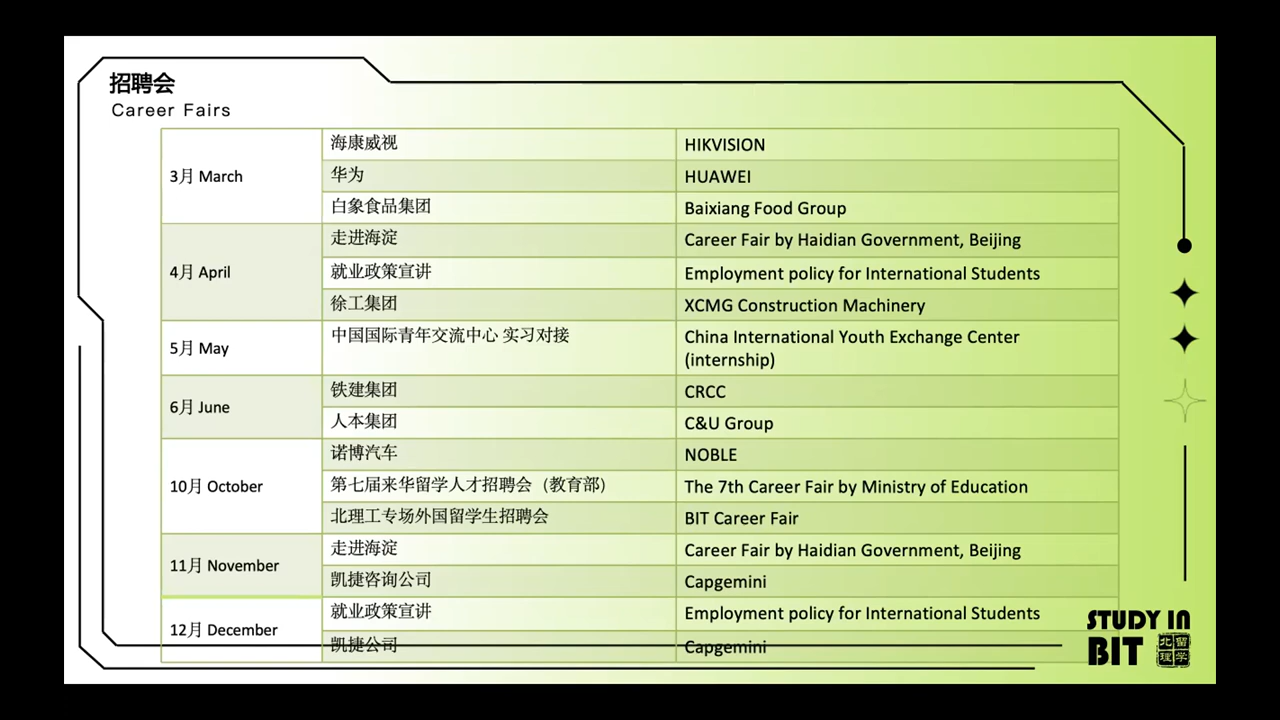 招聘会
Career Fairs
3月 March
海康威视 HIKVISION
华为 HUAWEI
白象食品集团 Baixiang Food Group
4月 April
走进海淀 Career Fair by Haidian Government, Beijing
就业政策宣讲 Employment policy for International Students
徐工集团 XCMG Construction Machinery
5月 May
中国国际青年交流中心 实习对接 China International Youth Exchange Center
(internship)
6月 June
铁建集团 CRCC
人本集团 C&U Group
10月 October
诺博汽车 NOBLE
第七届来华留学人才招聘会（教育部） The 7th Career Fair by Ministry of Education
北理工专场外国留学生招聘会 BIT Career Fair
11月 November
走进海淀 Career Fair by Haidian Government, Beijing
凯捷咨询公司 Capgemini
12月 December
就业政策宣讲 Employment policy for International Students
凯捷公司 Capgemini
STUDY IN
BIT
北留
理学